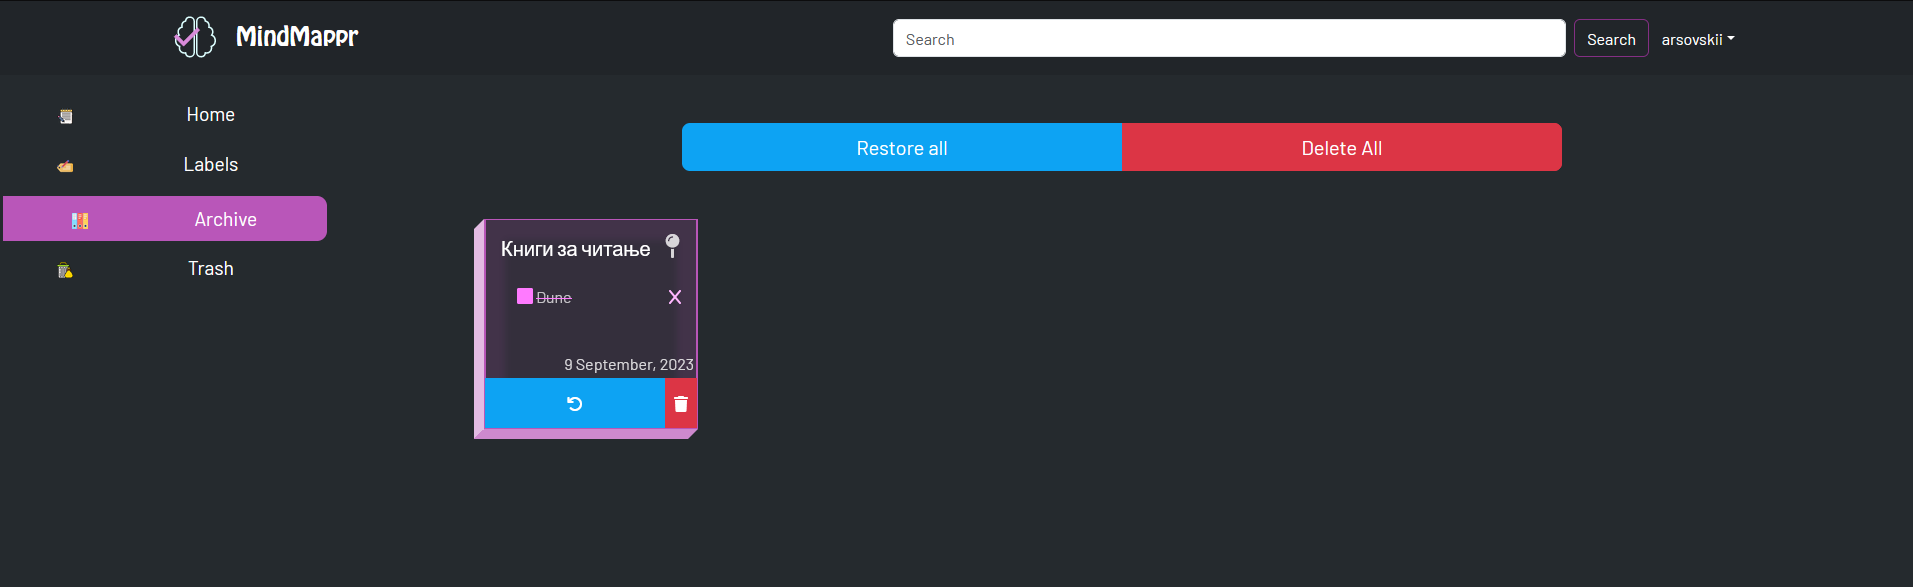 MindMappr
Search
Search
arsovskii
Home
Labels
Archive
Trash
Restore all
Delete All
Книги за читање
Dune
9 September, 2023